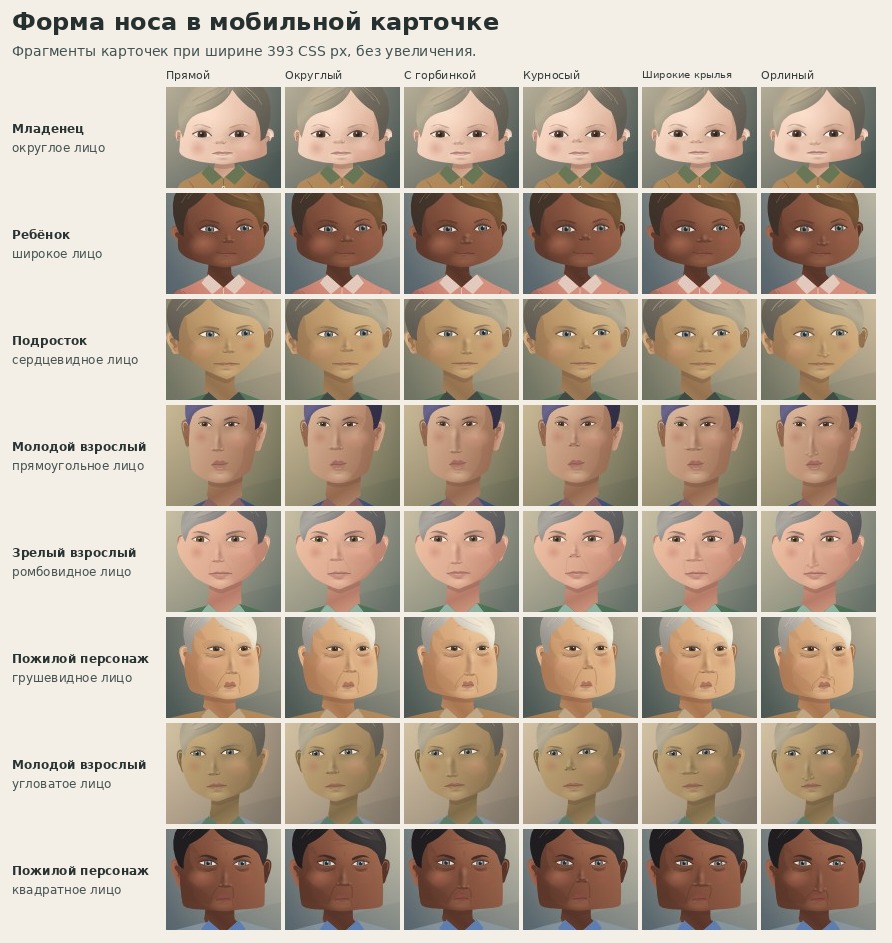 Форма носа в мобильной карточке
Фрагменты карточек при ширине 393 CSS px, без увеличения.
Прямой Округлый С горбинкой Курносый Широкие крылья Орлиный
Младенец
округлое лицо
Ребёнок
широкое лицо
Подросток
сердцевидное лицо
Молодой взрослый
прямоугольное лицо
Зрелый взрослый
ромбовидное лицо
Пожилой персонаж
грушевидное лицо
Молодой взрослый
угловатое лицо
Пожилой персонаж
квадратное лицо